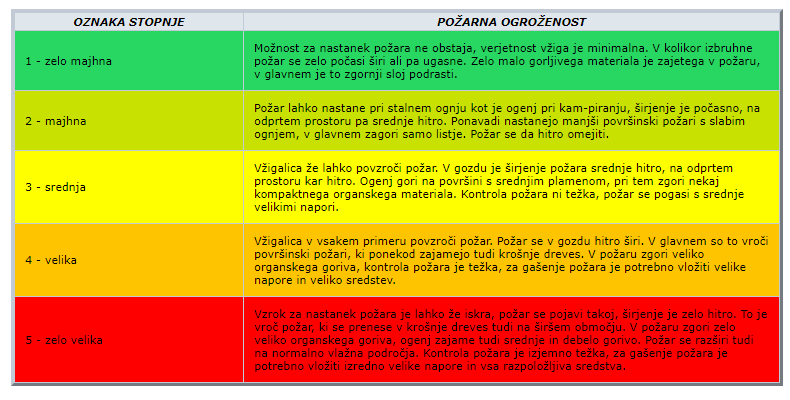 OZNAKA STOPNJE
POŽARNA OGROŽENOST
1 - zelo majhna
Možnost za nastanek požara ne obstaja, verjetnost vžiga je minimalna. V kolikor izbruhne
požar se zelo počasi širi ali pa ugasne. Zelo malo gorljivega materiala je zajetega v požaru,
v glavnem je to zgornji sloj podrasti.
2 - majhna
Požar lahko nastane pri stalnem ognju kot je ogenj pri kam-piranju, širjenje je počasno, na
odprtem prostoru pa srednje hitro. Ponavadi nastanejo manjši površinski požari s slabim
ognjem, v glavnem zagori samo listje. Požar se da hitro omejiti.
3 - srednja
Vžigalica že lahko povzroči požar. V gozdu je širjenje požara srednje hitro, na odprtem
prostoru kar hitro. Ogenj gori na površini s srednjim plamenom, pri tem zgori nekaj
kompaktnega organskega materiala. Kontrola požara ni težka, požar se pogasi s srednje
velikimi napori.
4 - velika
Vžigalica v vsakem primeru povzroči požar. Požar se v gozdu hitro širi. V glavnem so to vroči
površinski požari, ki ponekod zajamejo tudi krošnje dreves. V požaru zgori veliko
organskega goriva, kontrola požara je težka, za gašenje požara je potrebno vložiti velike
napore in veliko sredstev.
5 - zelo velika
Vzrok za nastanek požara je lahko že iskra, požar se pojavi takoj, širjenje je zelo hitro. To je
vroč požar, ki se prenese v krošnje dreves tudi na širšem območju. V požaru zgori zelo
veliko organskega goriva, ogenj zajame tudi srednje in debelo gorivo. Požar se razširi tudi
na normalno vlažna področja. Kontrola požara je izjemno težka, za gašenje požara je
potrebno vložiti izredno velike napore in vsa razpoložljiva sredstva.